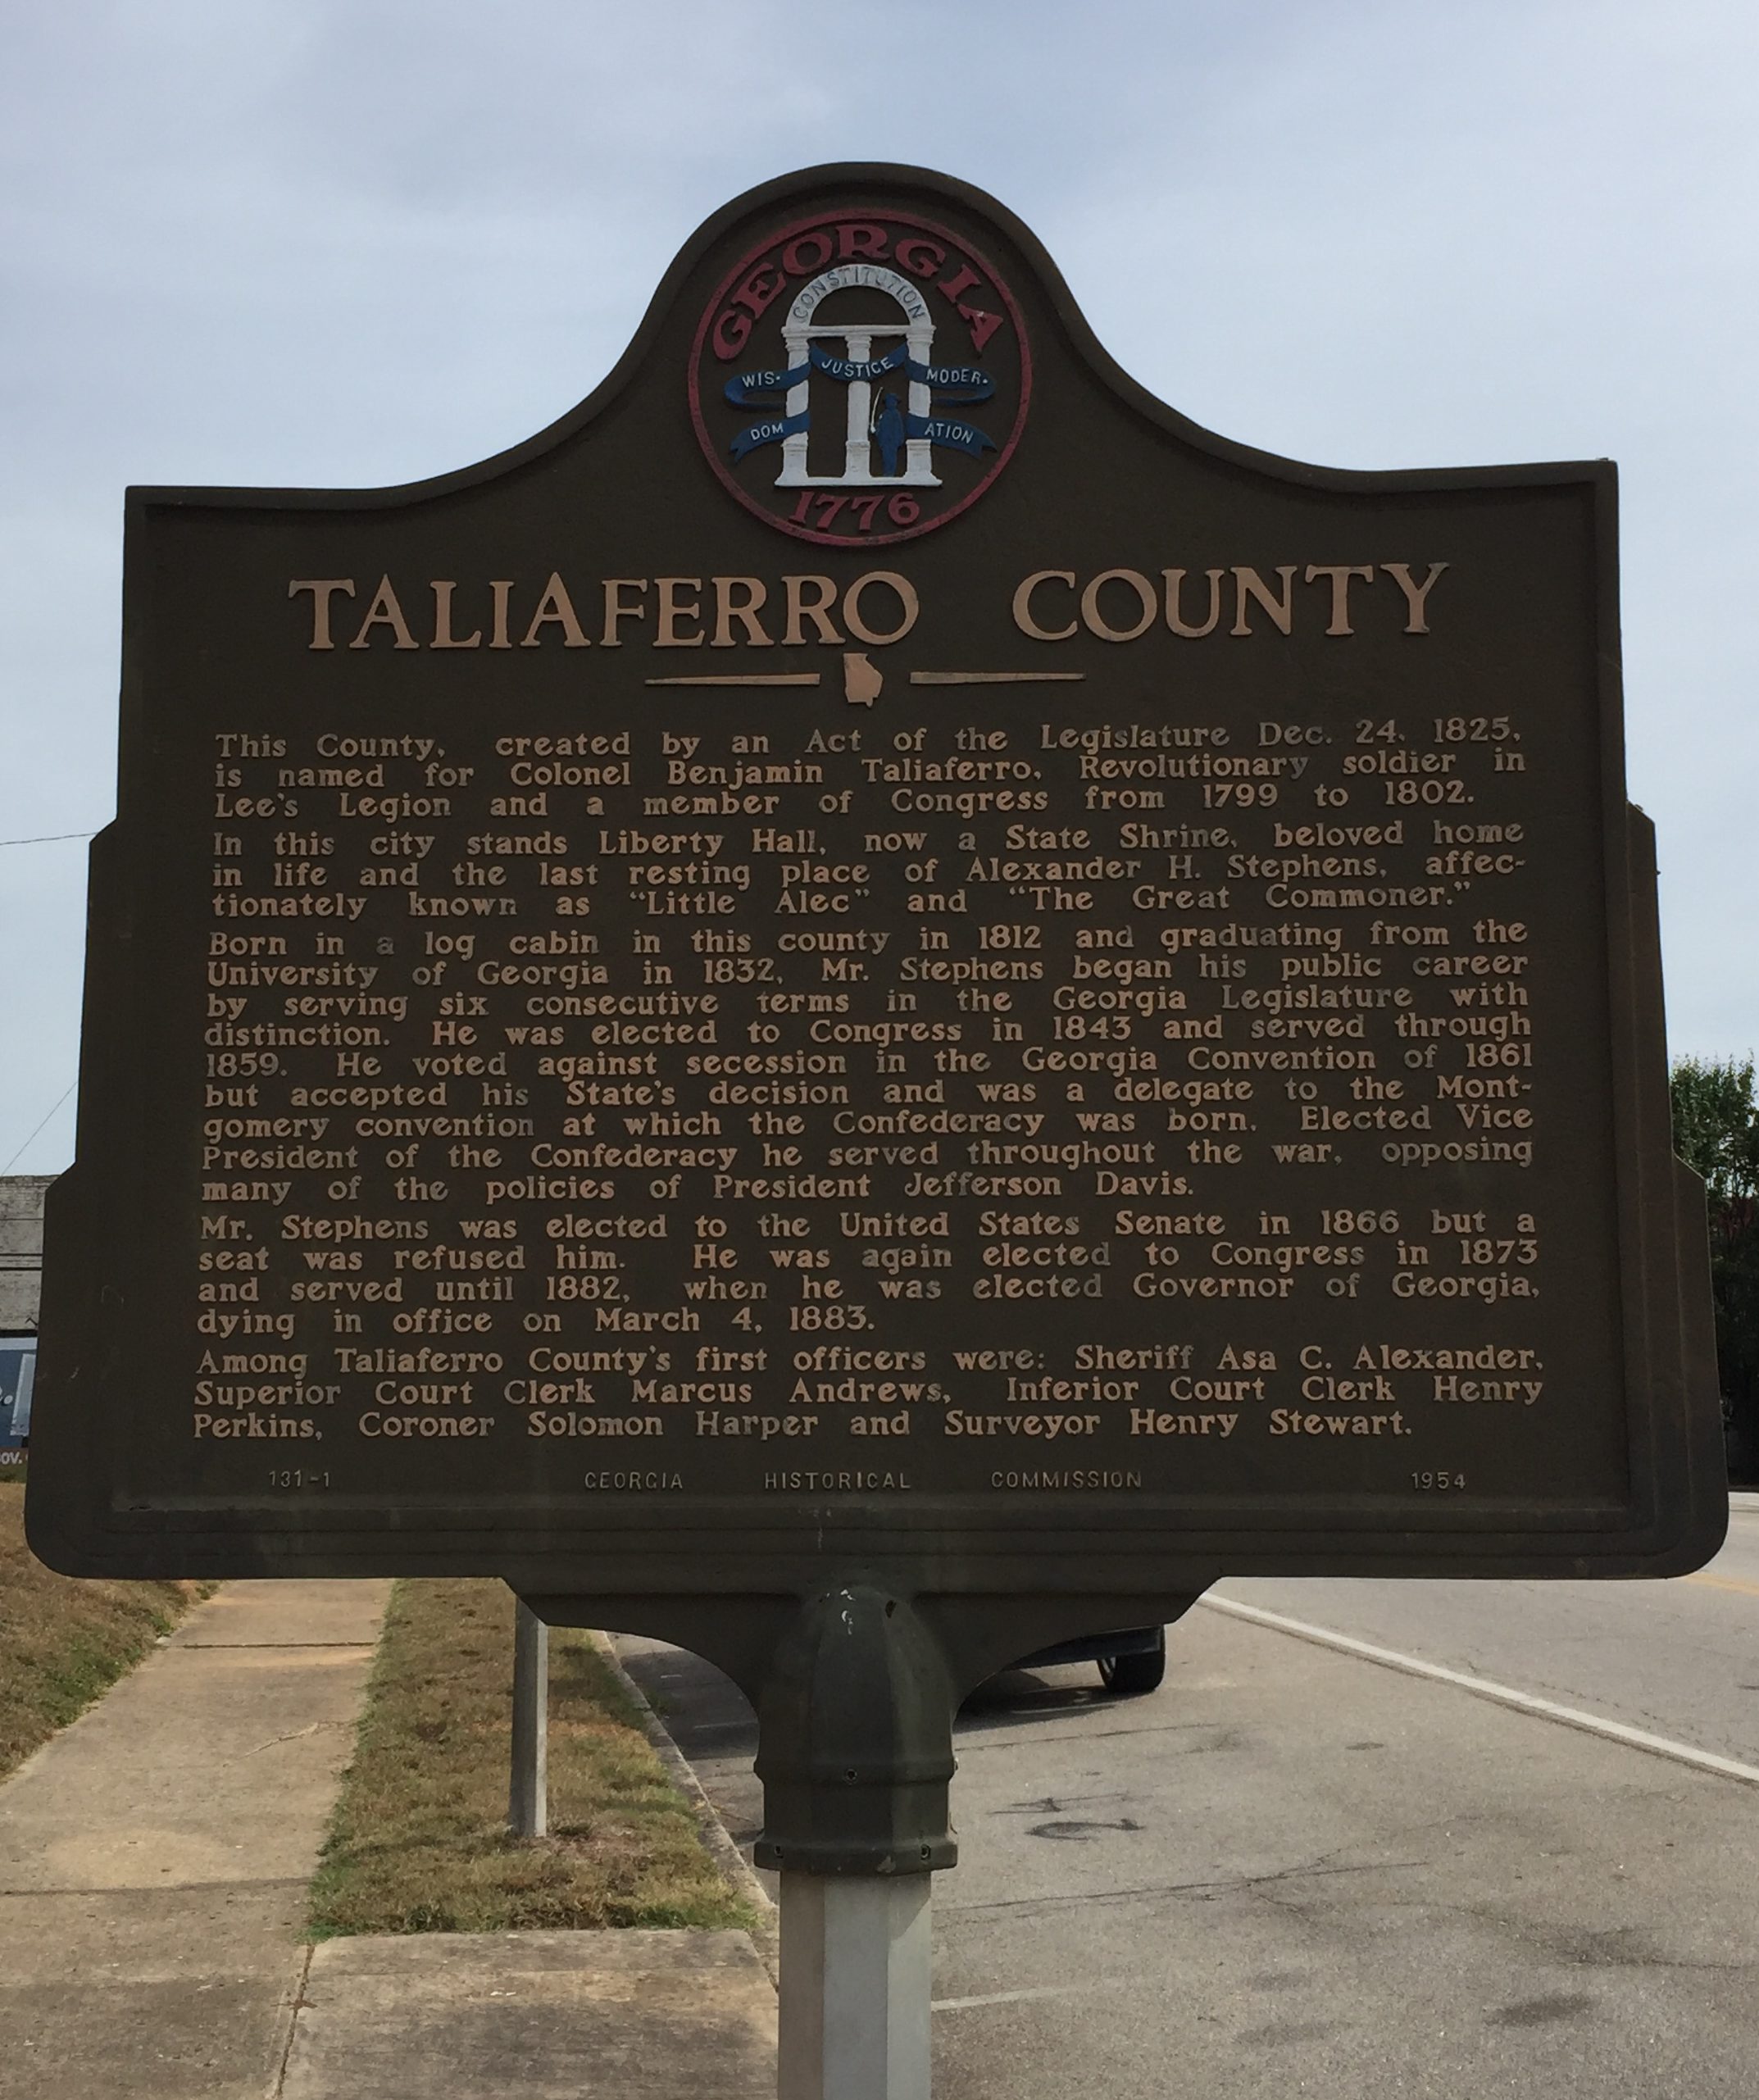 GEORGIA
CONSTITUTION
WIS- JUSTICE MODER-
DOM ATION
1776
TALIAFERRO COUNTY
This County, created by an Act of the Legislature Dec. 24, 1825,
is named for Colonel Benjamin Taliaferro, Revolutionary soldier in
Lee's Legion and a member of Congress from 1799 to 1802.
In this city stands Liberty Hall, now a State Shrine, beloved home
in life and the last resting place of Alexander H. Stephens, affec-
tionately known as "Little Alec" and "The Great Commoner."
Born in a log cabin in this county in 1812 and graduating from the
University of Georgia in 1832, Mr. Stephens began his public career
by serving six consecutive terms in the Georgia Legislature with
distinction. He was elected to Congress in 1843 and served through
1859. He voted against secession in the Georgia Convention of 1861
but accepted his State's decision and was a delegate to the Mont-
gomery convention at which the Confederacy was born. Elected Vice
President of the Confederacy he served throughout the war, opposing
many of the policies of President Jefferson Davis.
Mr. Stephens was elected to the United States Senate in 1866 but a
seat was refused him. He was again elected to Congress in 1873
and served until 1882, when he was elected Governor of Georgia,
dying in office on March 4, 1883.
Among Taliaferro County's first officers were: Sheriff Asa C. Alexander,
Superior Court Clerk Marcus Andrews, Inferior Court Clerk Henry
Perkins, Coroner Solomon Harper and Surveyor Henry Stewart.
131-1 GEORGIA HISTORICAL COMMISSION 1954